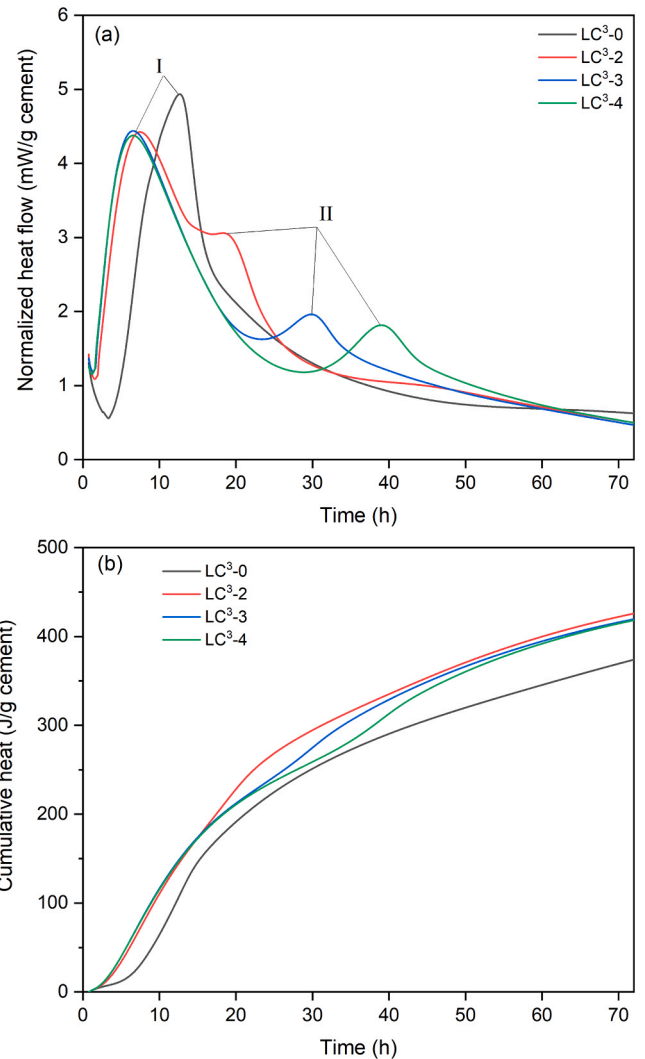 (a)
LC³-0
LC³-2
LC³-3
LC³-4
I
II
Normalized heat flow (mW/g cement)
6
5
4
3
2
1
0
0 10 20 30 40 50 60 70
Time (h)
(b)
LC³-0
LC³-2
LC³-3
LC³-4
Cumulative heat (J/g cement)
500
400
300
200
100
0
0 10 20 30 40 50 60 70
Time (h)